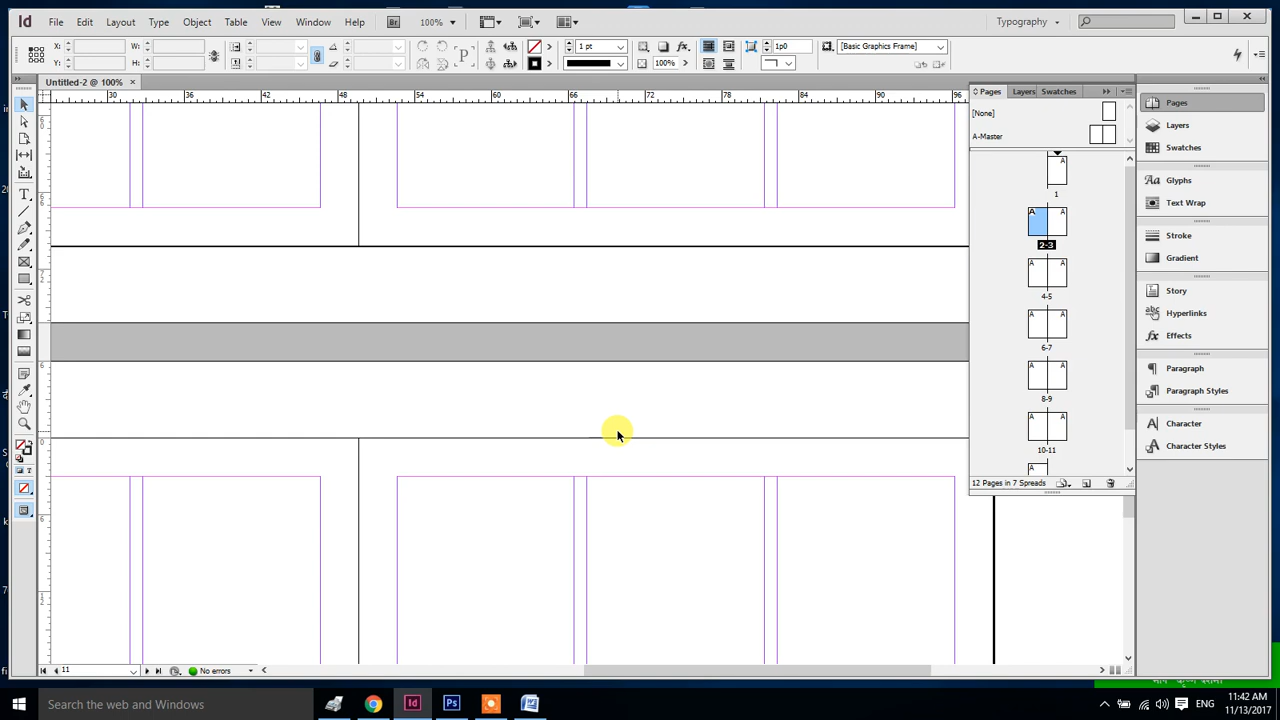 Id File Edit Layout Type Object Table View Window Help Br 100% Typography
X: W: 1 pt fx 1p0 [Basic Graphics Frame]
Y: H: P 100%
Untitled-2 @ 100% ×
30 36 42 48 54 60 66 72 78 84 90 96
Pages Layers Swatches
[None]
A-Master
A
1
A A
2-3
A A
4-5
A A
6-7
A A
8-9
A A
10-11
A
12 Pages in 7 Spreads
Pages
Layers
Swatches
Glyphs
Text Wrap
Stroke
Gradient
Story
Hyperlinks
fx Effects
Paragraph
Paragraph Styles
Character
Character Styles
11 No errors
Search the web and Windows
Id Ps ENG 11:42 AM
11/13/2017